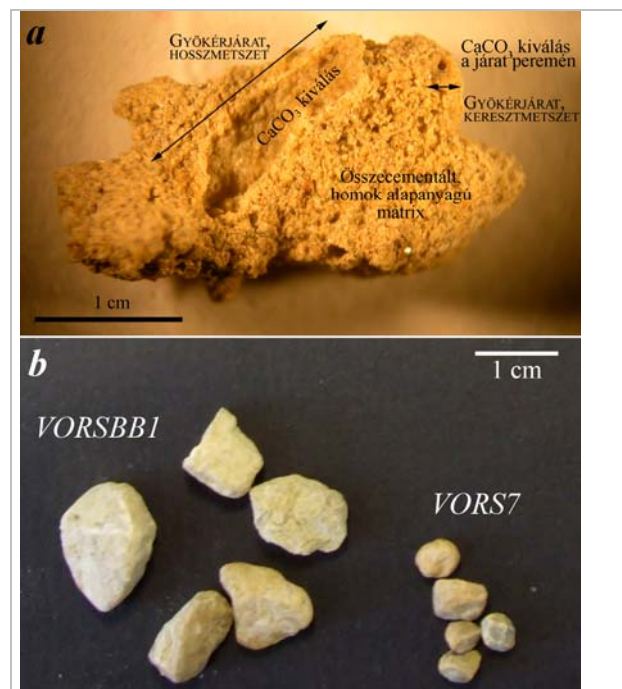 a
GYÖKÉRJÁRAT,
HOSSZMETSZET
CaCO₃ kiválás
a járat peremén
GYÖKÉRJÁRAT,
KERESZTMETSZET
CaCO₃ kiválás
Összecementált,
homok alapanyagú
mátrix
1 cm
b
1 cm
VORSBB1
VORS7